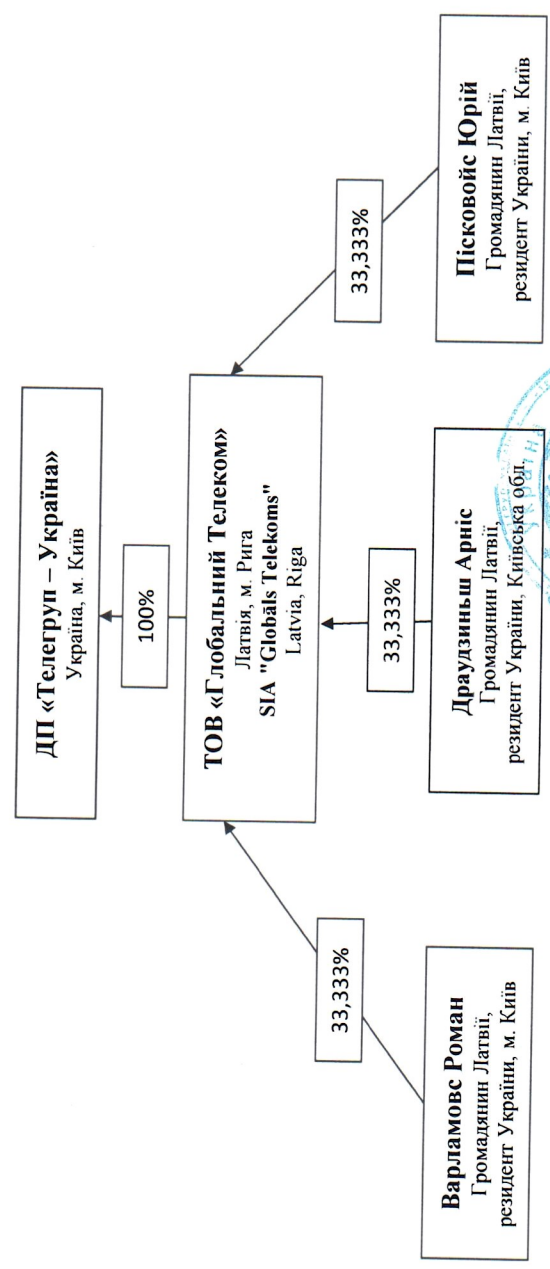 ДП «Телегруп – Україна»
Україна, м. Київ
100%
ТОВ «Глобальний Телеком»
Латвія, м. Рига
SIA "Globāls Telekoms"
Latvia, Riga
33,333%
33,333%
33,333%
Варламовс Роман
Громадянин Латвії,
резидент України, м. Київ
Драудзиньш Арніс
Громадянин Латвії,
резидент України, Київська обл.
Пісковойс Юрій
Громадянин Латвії,
резидент України, м. Київ